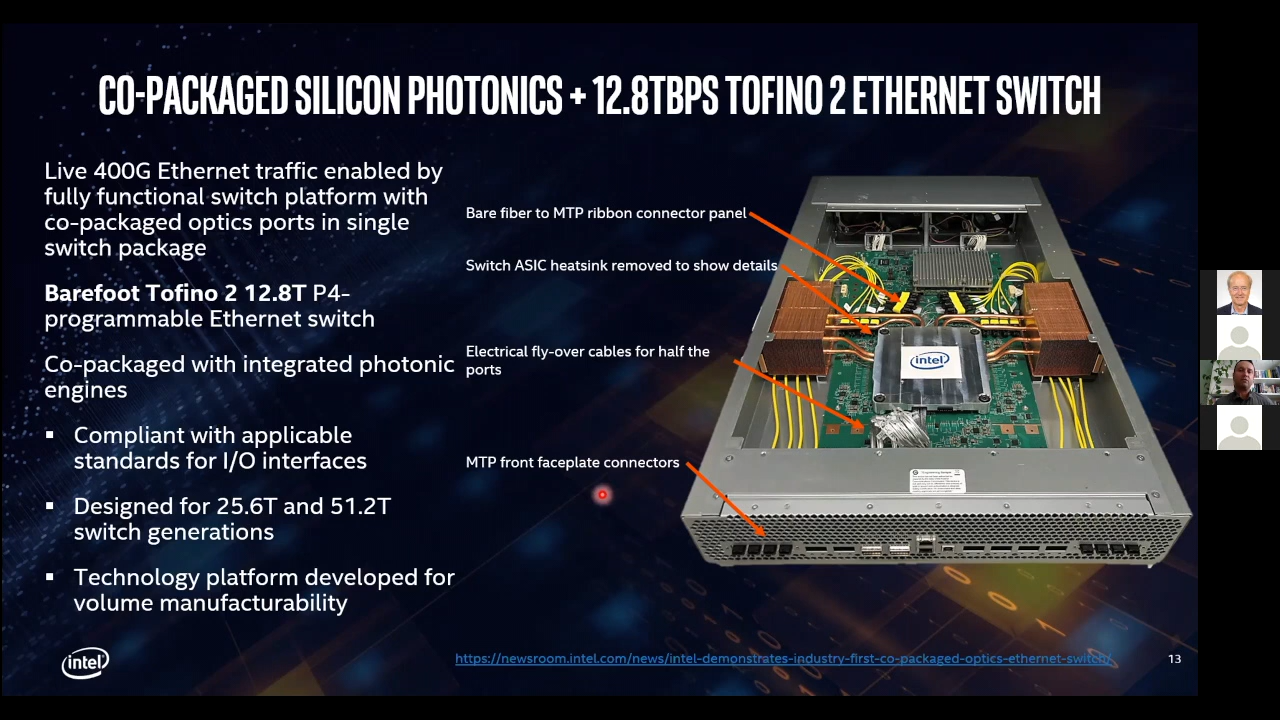 CO-PACKAGED SILICON PHOTONICS + 12.8TBPS TOFINO 2 ETHERNET SWITCH
Live 400G Ethernet traffic enabled by
fully functional switch platform with
co-packaged optics ports in single
switch package
Barefoot Tofino 2 12.8T P4-
programmable Ethernet switch
Co-packaged with integrated photonic
engines
▪ Compliant with applicable
standards for I/O interfaces
▪ Designed for 25.6T and 51.2T
switch generations
▪ Technology platform developed for
volume manufacturability
Bare fiber to MTP ribbon connector panel
Switch ASIC heatsink removed to show details
Electrical fly-over cables for half the
ports
MTP front faceplate connectors
intel
intel
https://newsroom.intel.com/news/intel-demonstrates-industry-first-co-packaged-optics-ethernet-switch/
13